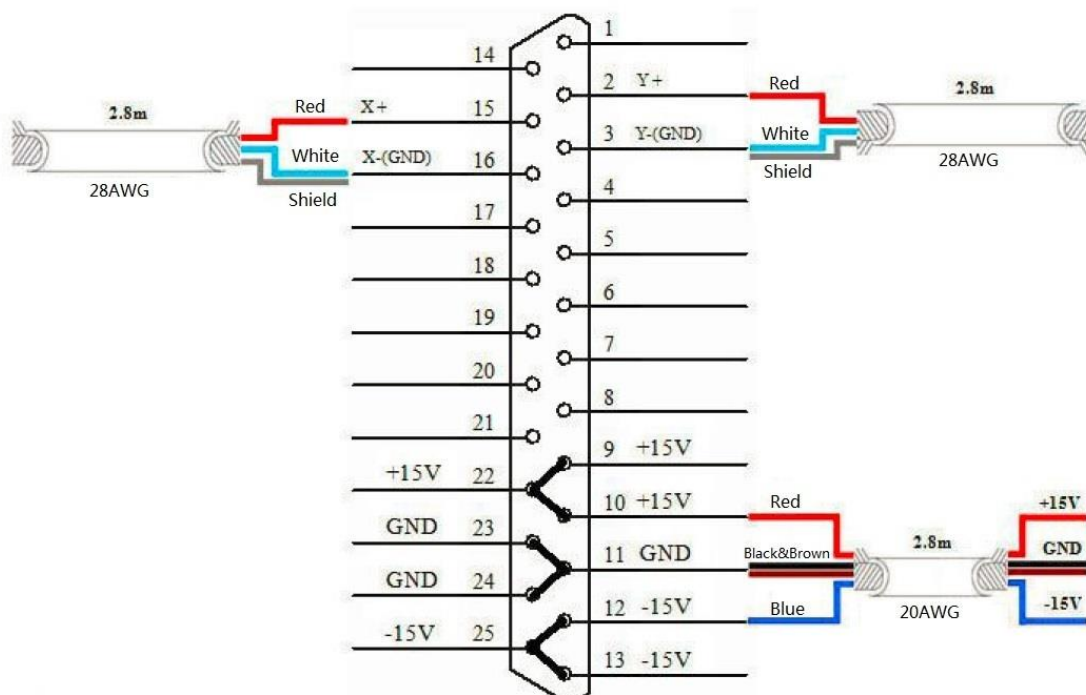 1
14
2 Y+
Red
2.8m
2.8m
Red
X+
15
3 Y-(GND)
White
28AWG
White
X-(GND)
16
Shield
28AWG
Shield
4
17
5
18
6
19
7
20
8
21
9 +15V
+15V 22
10 +15V
Red
+15V
GND 23
11 GND
Black&Brown
2.8m
GND
GND 24
12 -15V
Blue
20AWG
-15V
-15V 25
13 -15V